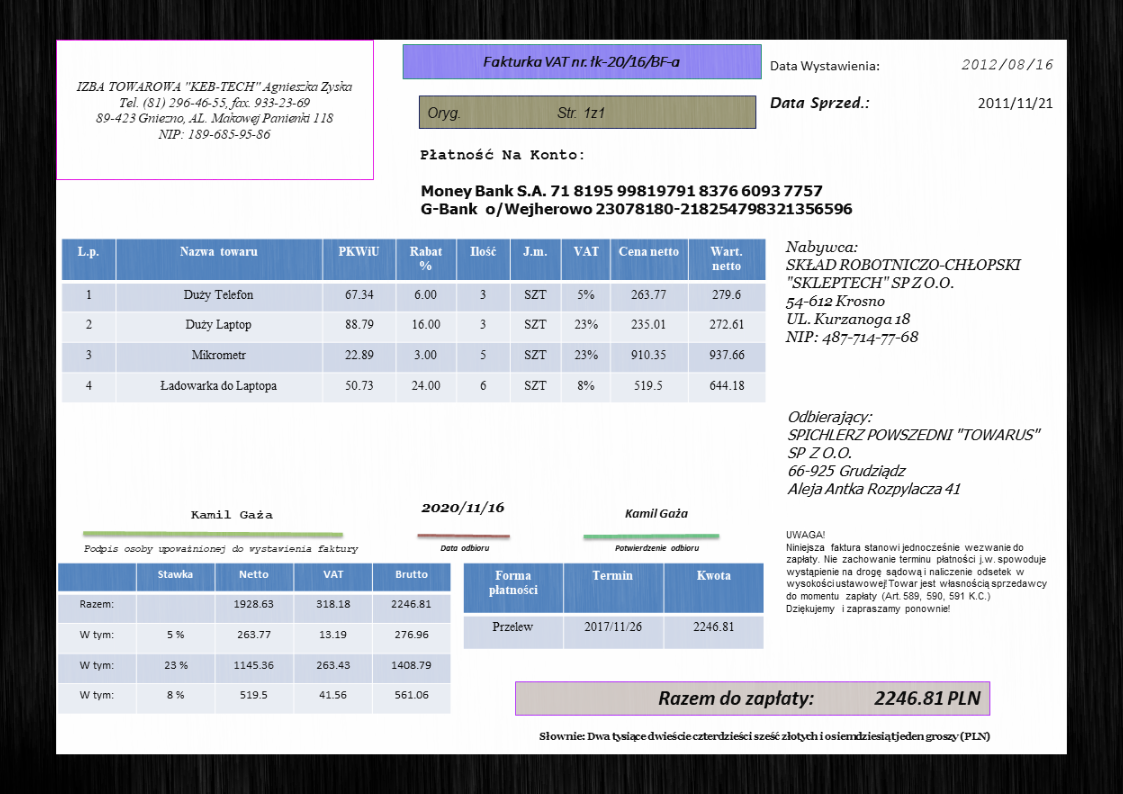 IZBA TOWAROWA "KEB-TECH" Agnieszka Zyska
Tel. (81) 296-46-55, fax. 933-23-69
89-423 Gniezno, AL. Makowej Panienki 118
NIP: 189-685-95-86
Fakturka VAT nr. łk-20/16/BF-a
Oryg. Str. 1z1
Data Wystawienia: 2012/08/16
Data Sprzed.: 2011/11/21
Płatność Na Konto:
Money Bank S.A. 71 8195 99819791 8376 6093 7757
G-Bank o/Wejherowo 23078180-218254798321356596
L.p. Nazwa towaru PKWiU Rabat % Ilość J.m. VAT Cena netto Wart. netto
1 Duży Telefon 67.34 6.00 3 SZT 5% 263.77 279.6
2 Duży Laptop 88.79 16.00 3 SZT 23% 235.01 272.61
3 Mikrometr 22.89 3.00 5 SZT 23% 910.35 937.66
4 Ładowarka do Laptopa 50.73 24.00 6 SZT 8% 519.5 644.18
Nabywca:
SKŁAD ROBOTNICZO-CHŁOPSKI
"SKLEPTECH" SP Z O.O.
54-612 Krosno
UL. Kurzanoga 18
NIP: 487-714-77-68
Odbierający:
SPICHLERZ POWSZEDNI "TOWARUS"
SP Z O.O.
66-925 Grudziądz
Aleja Antka Rozpylacza 41
Kamil Gaża
Podpis osoby upoważnionej do wystawienia faktury
2020/11/16
Data odbioru
Kamil Gaża
Potwierdzenie odbioru
UWAGA!
Niniejsza faktura stanowi jednocześnie wezwanie do
zapłaty. Nie zachowanie terminu płatności j.w. spowoduje
wystąpienie na drogę sądową i naliczenie odsetek w
wysokości ustawowej! Towar jest własnością sprzedawcy
do momentu zapłaty (Art. 589, 590, 591 K.C.)
Dziękujemy i zapraszamy ponownie!
Stawka Netto VAT Brutto
Razem: 1928.63 318.18 2246.81
W tym: 5 % 263.77 13.19 276.96
W tym: 23 % 1145.36 263.43 1408.79
W tym: 8 % 519.5 41.56 561.06
Forma płatności Termin Kwota
Przelew 2017/11/26 2246.81
Razem do zapłaty: 2246.81 PLN
Słownie: Dwa tysiące dwieście czterdzieści sześć złotych i osiemdziesiąt jeden groszy (PLN)